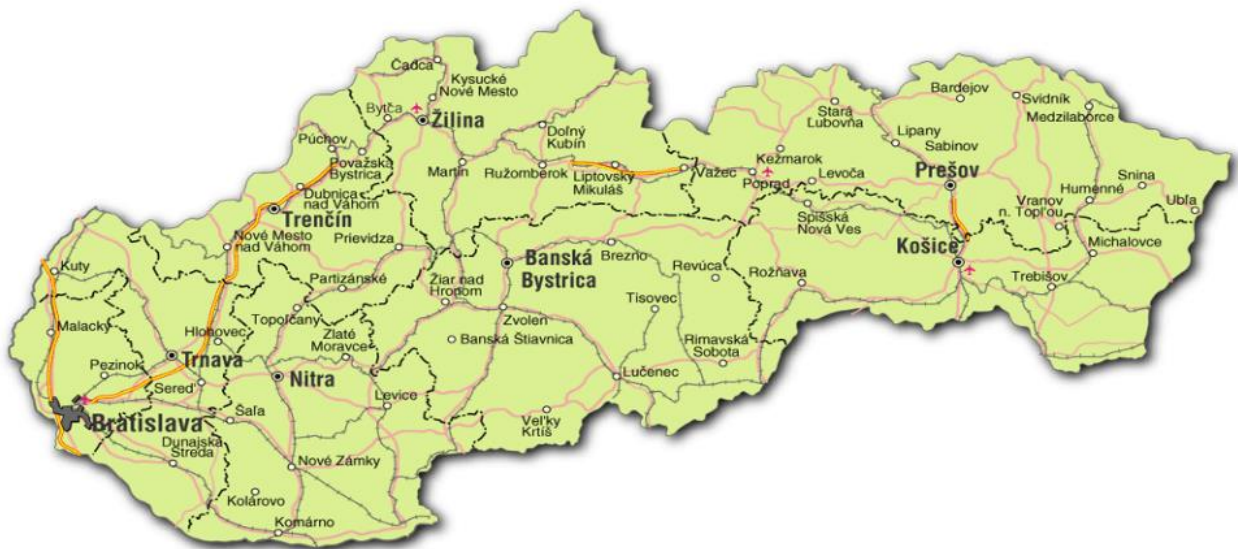 Čadca
Kysucké
Nové Mesto
Bytča
Žilina
Púchov
Považská
Bystrica
Martin
Doľný
Kubín
Ružomberok
Liptovský
Mikuláš
Važec
Dubnica
nad Váhom
Trenčín
Nové Mesto
nad Váhom
Prievidza
Partizánské
Topoľčany
Stará
Ľubovňa
Kežmarok
Poprad
Levoča
Spišská
Nová Ves
Bardejov
Svidník
Medzilaborce
Lipany
Sabinov
Prešov
Snina
Humenné
Ubľa
Vranov
n. Topľou
Michalovce
Košice
Trebišov
Rožňava
Revúca
Brezno
Banská
Bystrica
Tisovec
Rimavská
Sobota
Žiar nad
Hronom
Zvolen
Banská Štiavnica
Lučenec
Veľký
Krtíš
Zlaté
Moravce
Levice
Nitra
Kuty
Malacky
Pezinok
Hlohovec
Trnava
Sereď
Bratislava
Šaľa
Dunajská
Streda
Nové Zámky
Kolárovo
Komárno